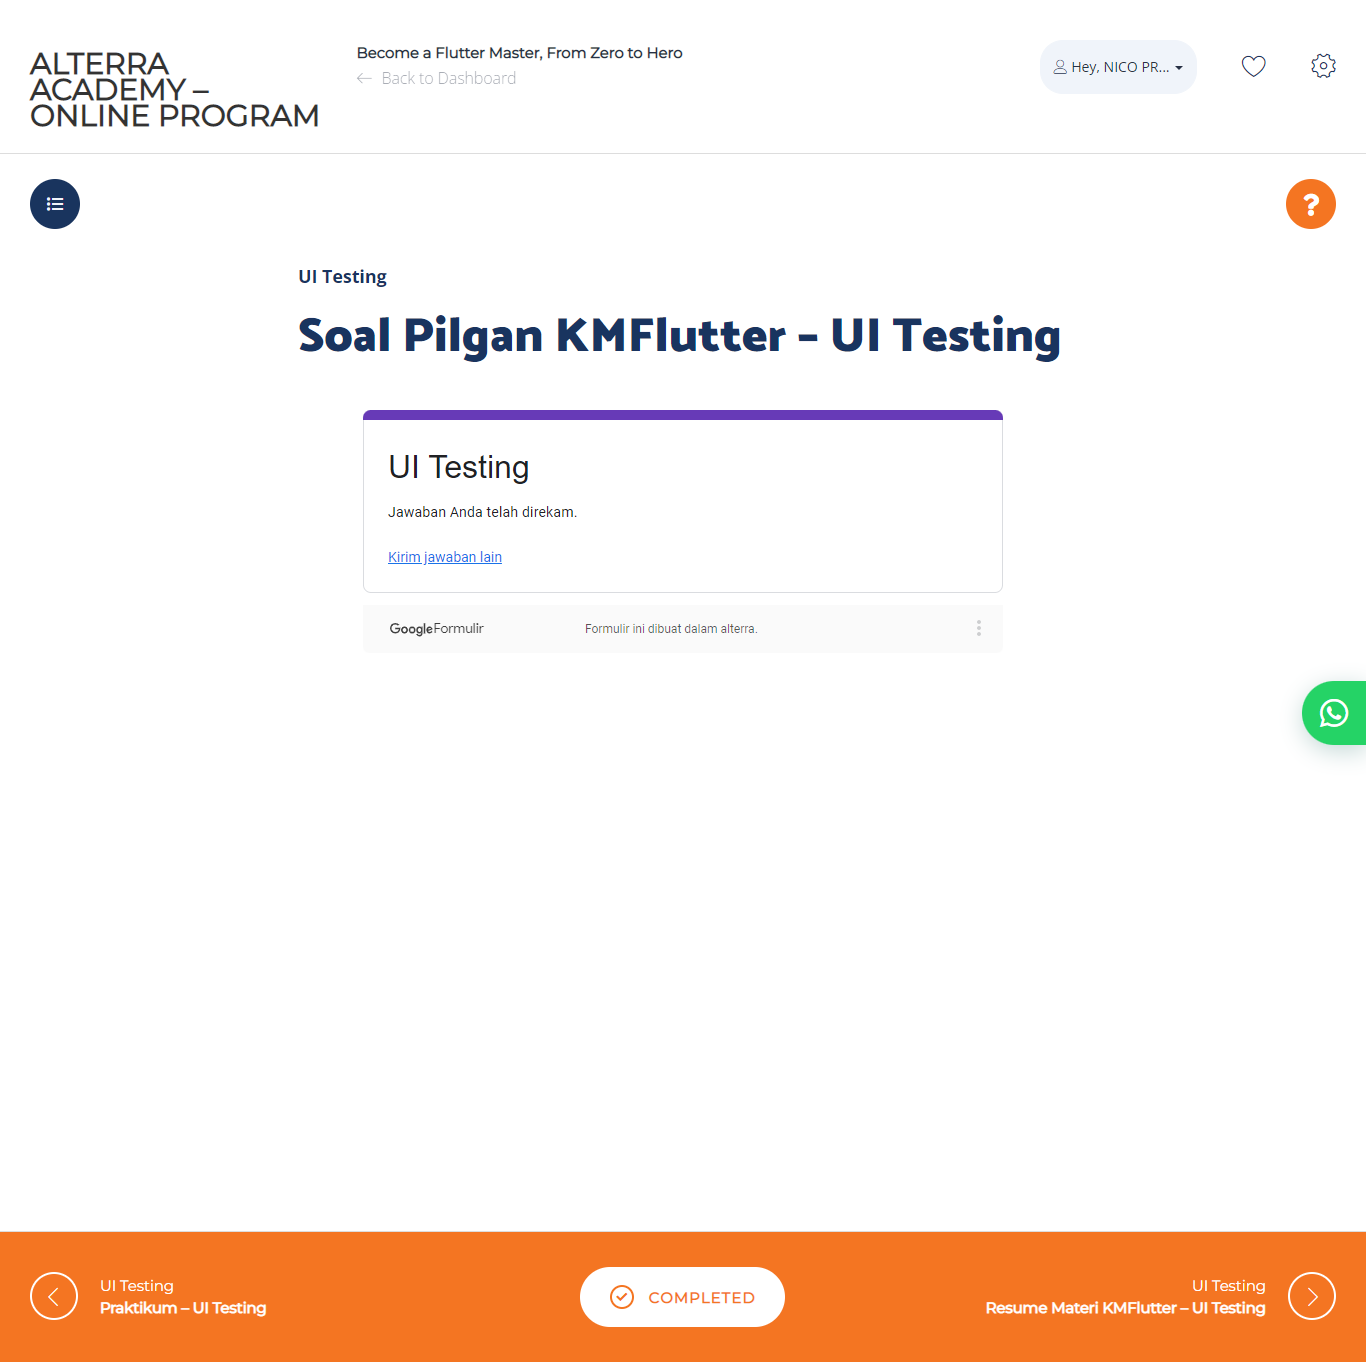 ALTERRA
ACADEMY –
ONLINE PROGRAM
Become a Flutter Master, From Zero to Hero
Back to Dashboard
Hey, NICO PR...
UI Testing
Soal Pilgan KMFlutter – UI Testing
UI Testing
Jawaban Anda telah direkam.
Kirim jawaban lain
Google Formulir
Formulir ini dibuat dalam alterra.
UI Testing
Praktikum – UI Testing
COMPLETED
UI Testing
Resume Materi KMFlutter – UI Testing